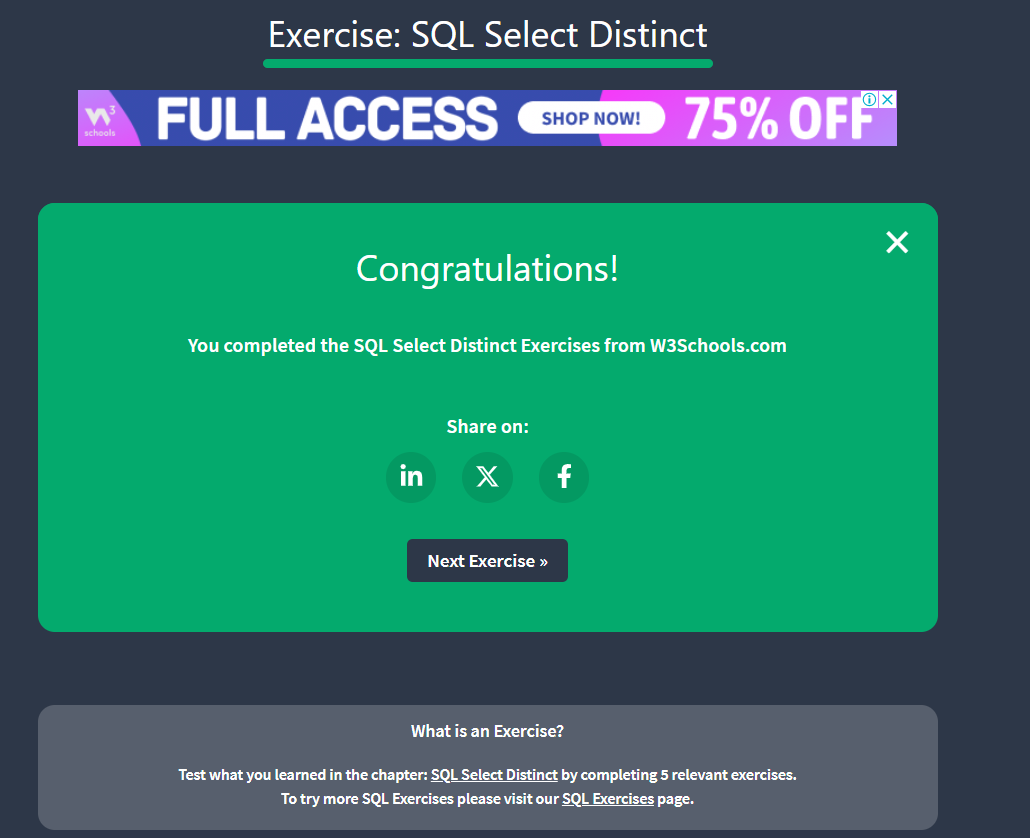 Exercise: SQL Select Distinct
w3 schools FULL ACCESS SHOP NOW! 75% OFF
Congratulations!
You completed the SQL Select Distinct Exercises from W3Schools.com
Share on:
in X f
Next Exercise »
What is an Exercise?
Test what you learned in the chapter: SQL Select Distinct by completing 5 relevant exercises.
To try more SQL Exercises please visit our SQL Exercises page.